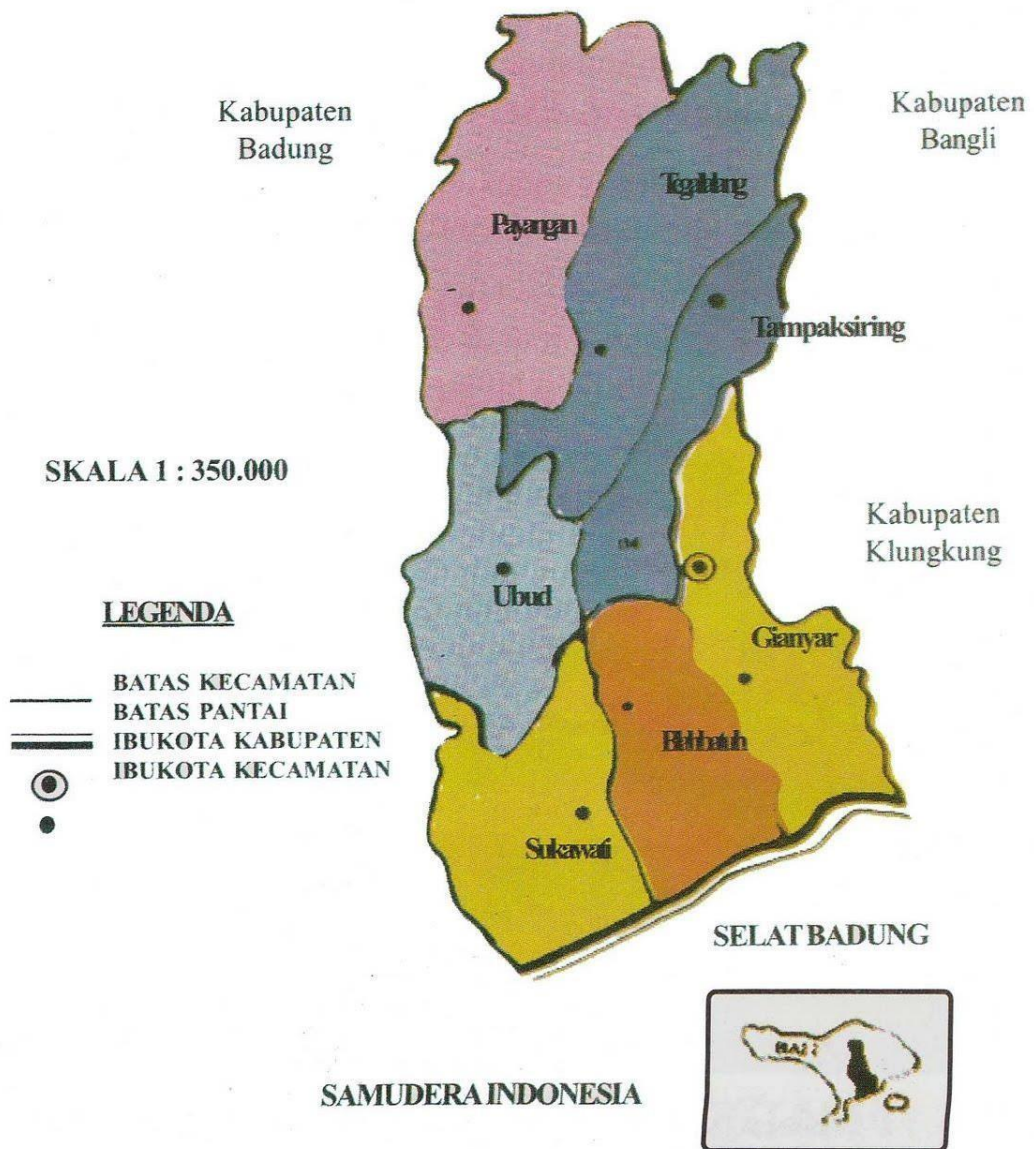 Kabupaten
Badung
Kabupaten
Bangli
Tegallalang
Payangan
Tampaksiring
SKALA 1 : 350.000
Kabupaten
Klungkung
Ubud
LEGENDA
Gianyar
BATAS KECAMATAN
BATAS PANTAI
IBUKOTA KABUPATEN
IBUKOTA KECAMATAN
Blahbatuh
Sukawati
SELAT BADUNG
SAMUDERA INDONESIA